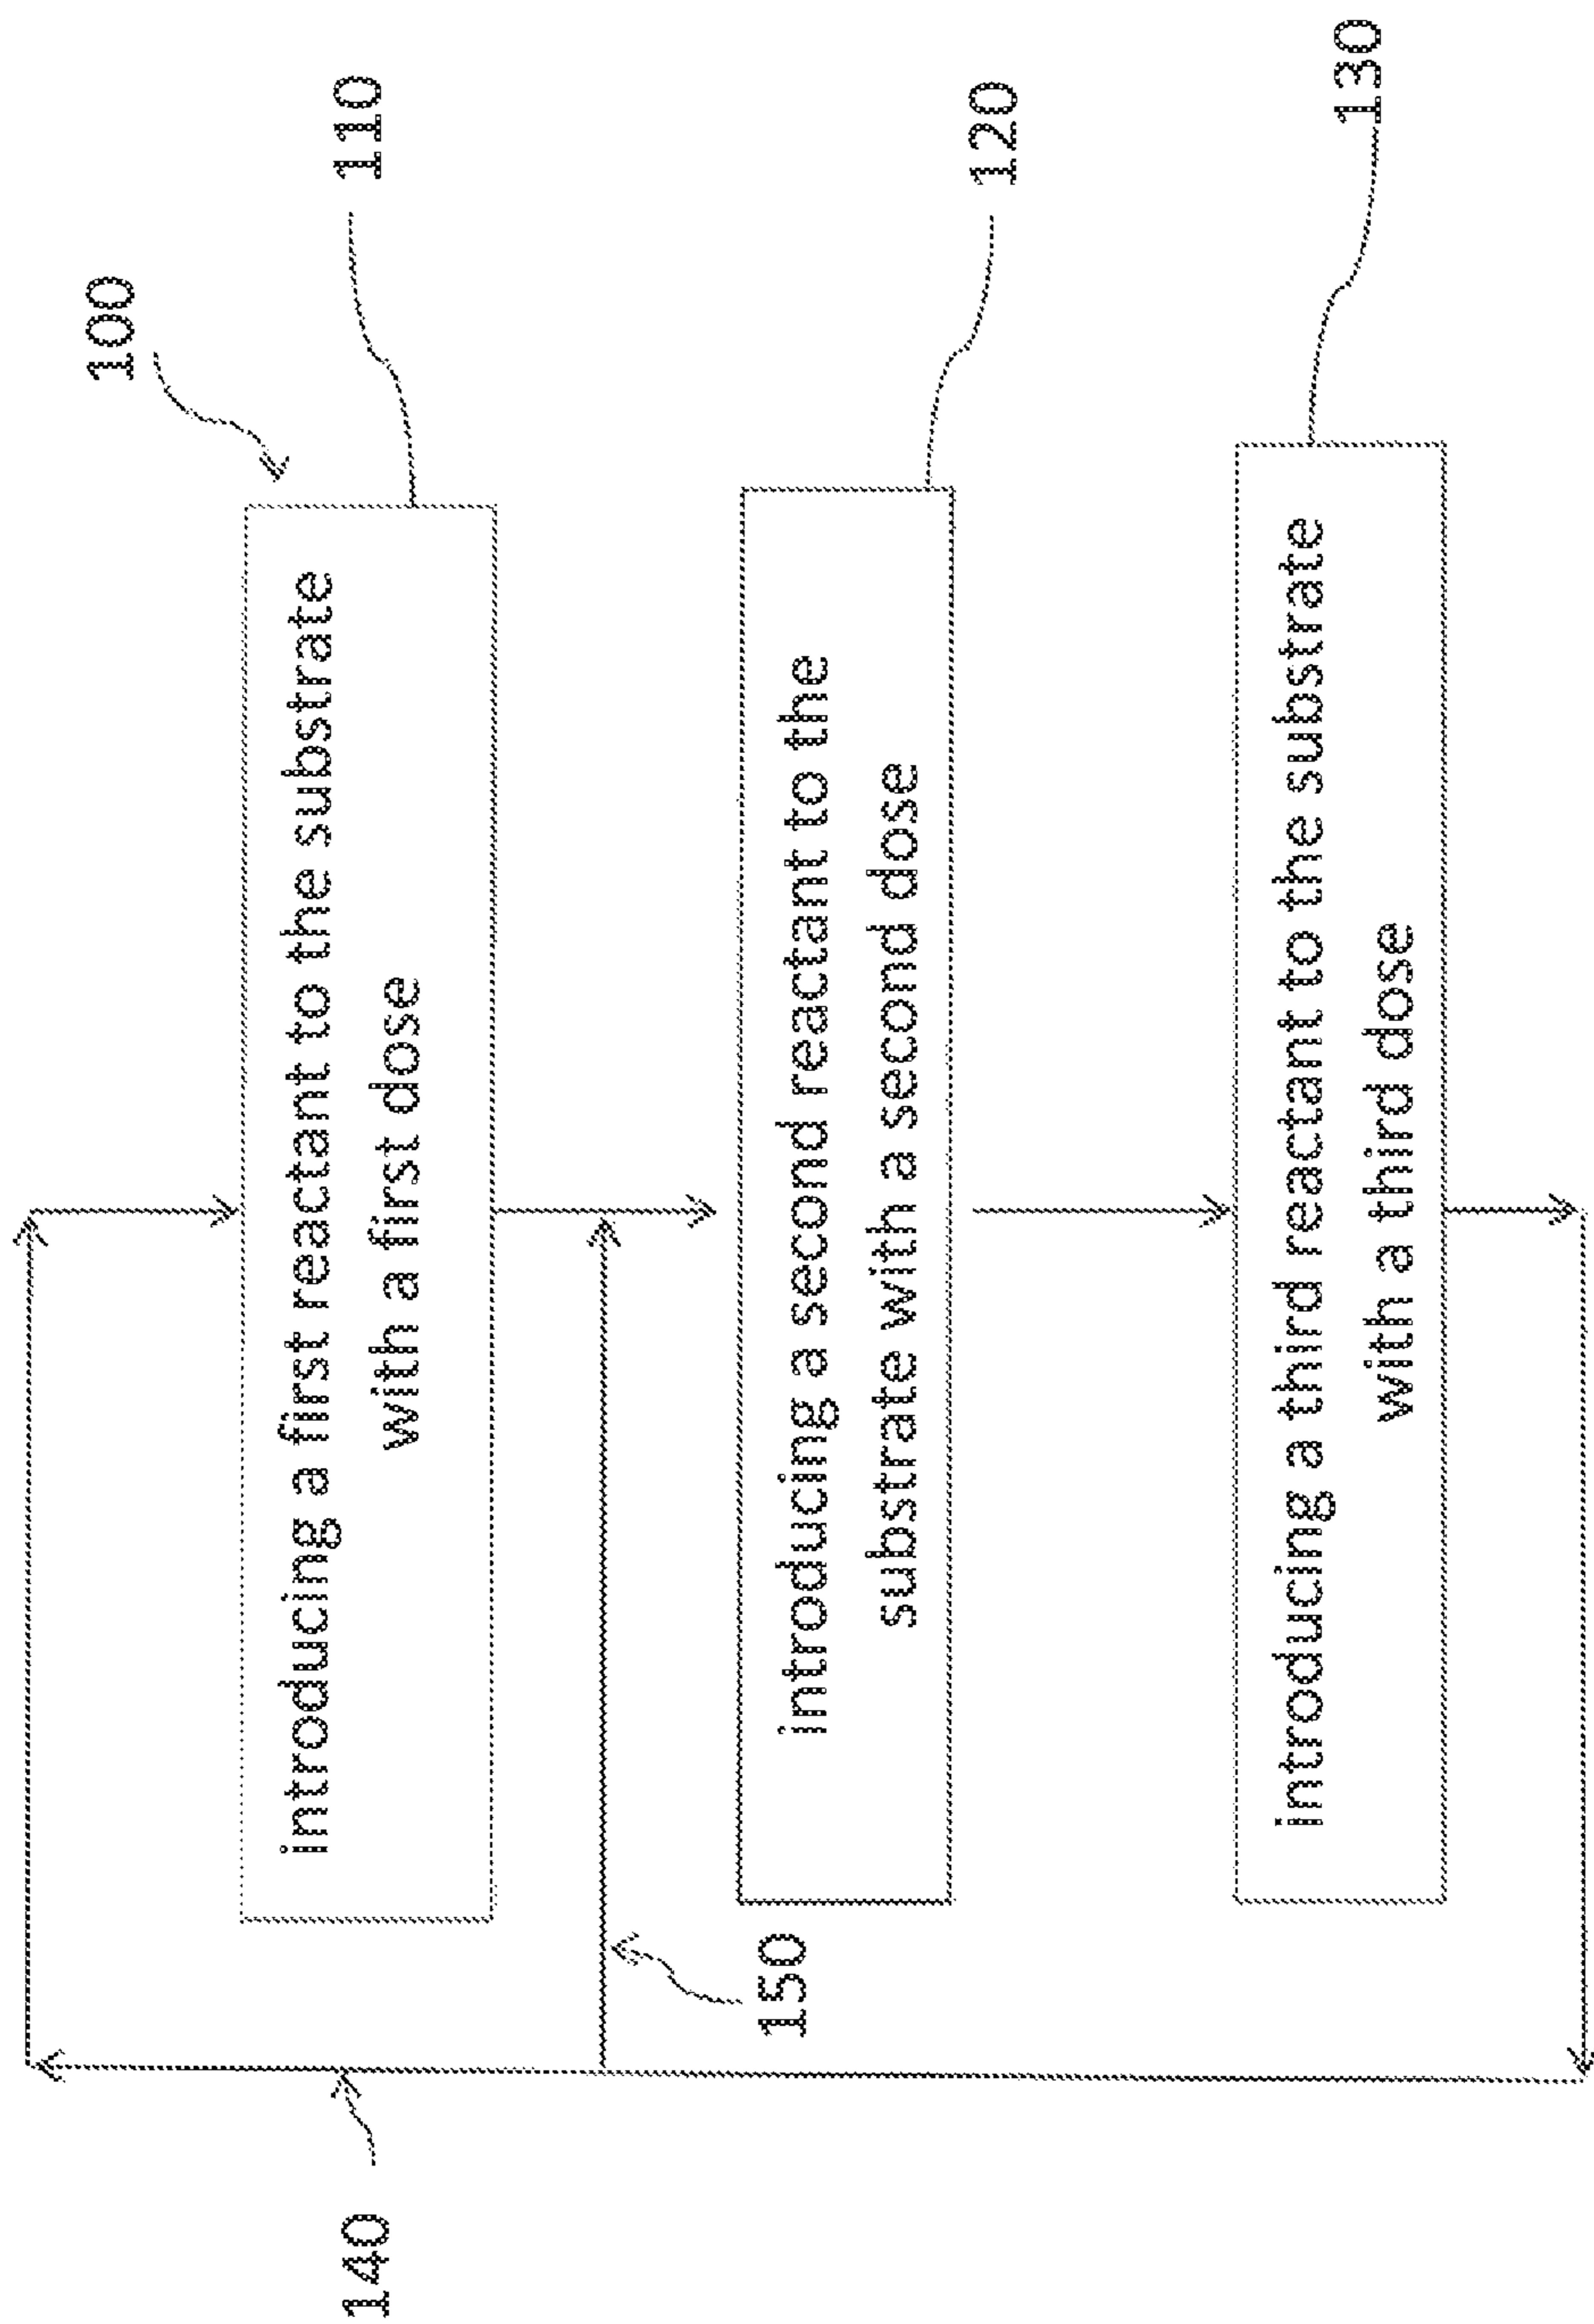 100
introducing a first reactant to the substrate
with a first dose
110
introducing a second reactant to the
substrate with a second dose
120
introducing a third reactant to the substrate
with a third dose
130
140
150